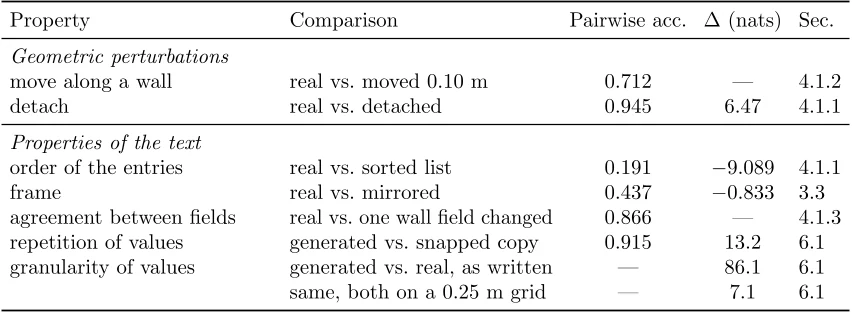 Property Comparison Pairwise acc. Δ (nats) Sec.
Geometric perturbations
move along a wall real vs. moved 0.10 m 0.712 — 4.1.2
detach real vs. detached 0.945 6.47 4.1.1
Properties of the text
order of the entries real vs. sorted list 0.191 −9.089 4.1.1
frame real vs. mirrored 0.437 −0.833 3.3
agreement between fields real vs. one wall field changed 0.866 — 4.1.3
repetition of values generated vs. snapped copy 0.915 13.2 6.1
granularity of values generated vs. real, as written — 86.1 6.1
same, both on a 0.25 m grid — 7.1 6.1